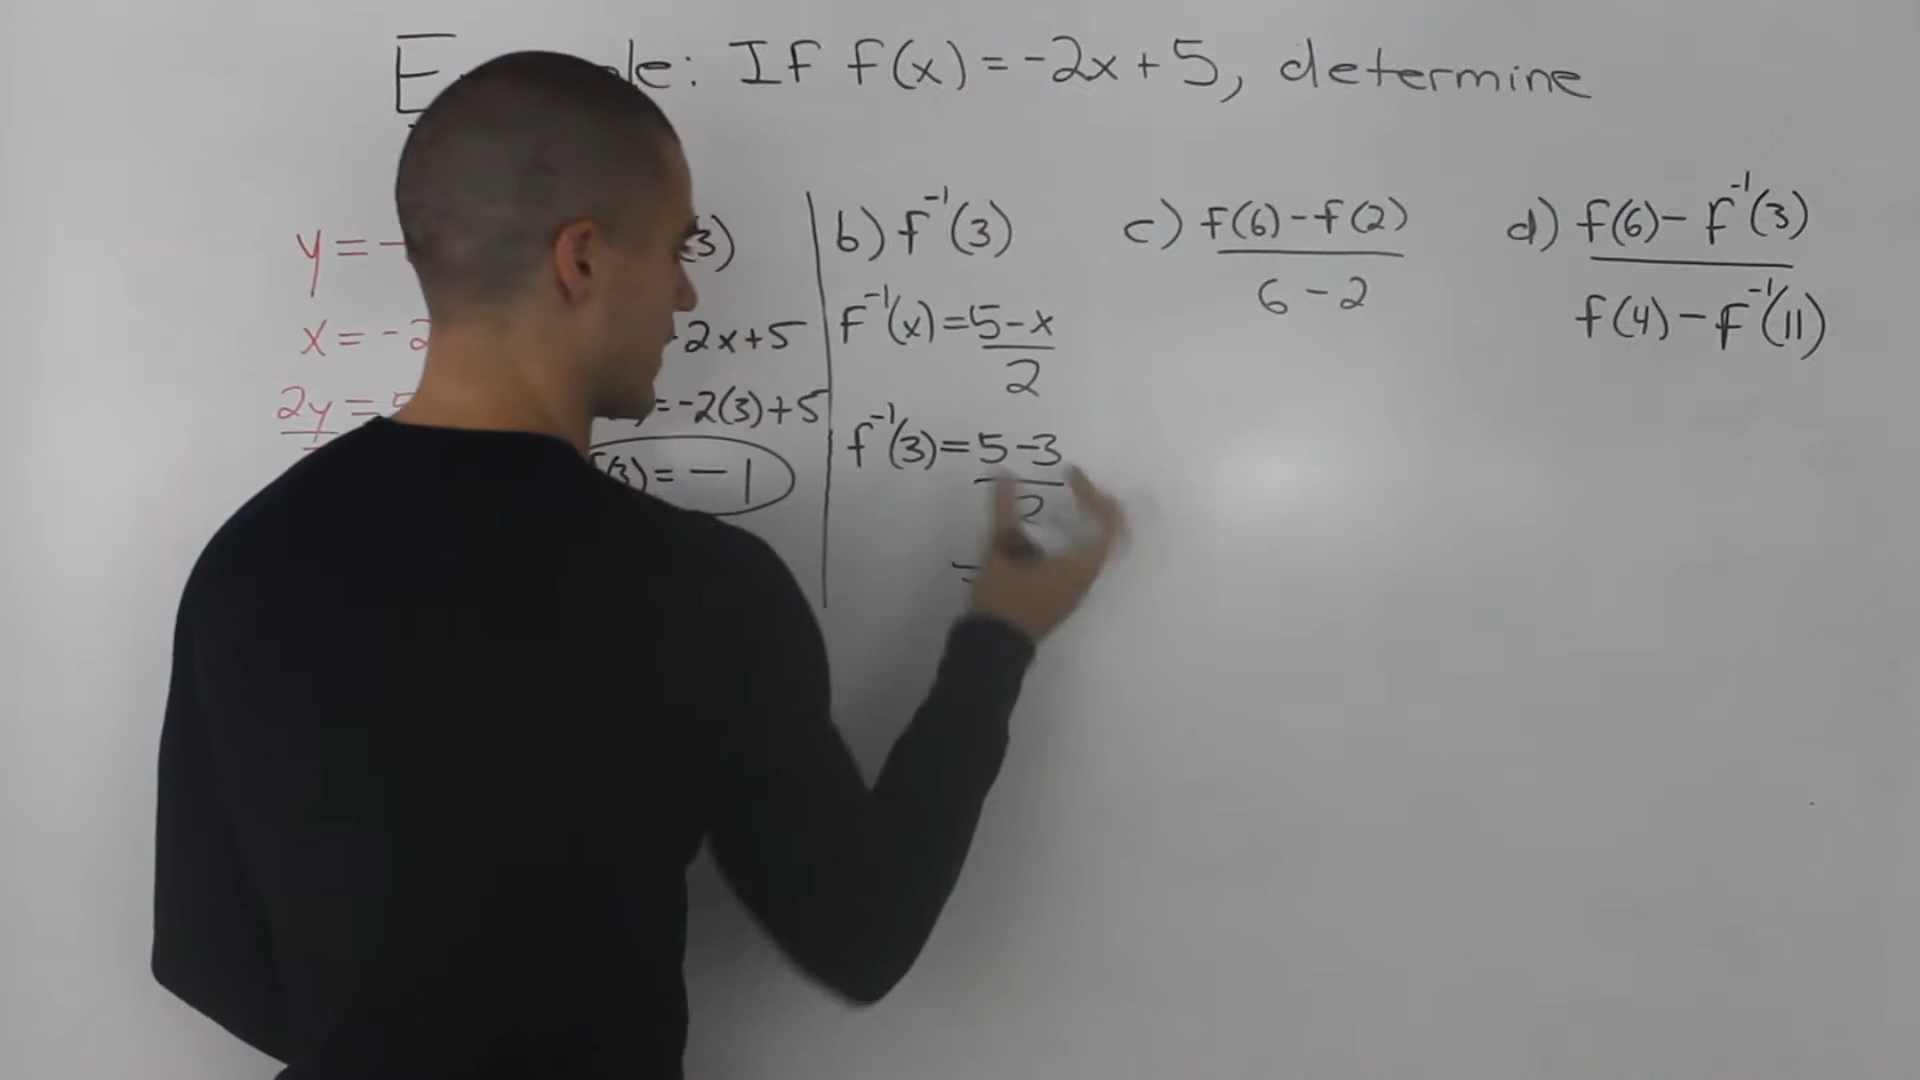 If f(x) = -2x + 5, determine
y = -
x = -2
2y = 5
(3)
-2x+5
= -2(3)+5
(3) = -1
b) f⁻¹(3)
f⁻¹(x) = 5-x
2
f⁻¹(3) = 5-3
2
=
c) f(6) - f(2)
6 - 2
d) f(6) - f⁻¹(3)
f(4) - f⁻¹(11)